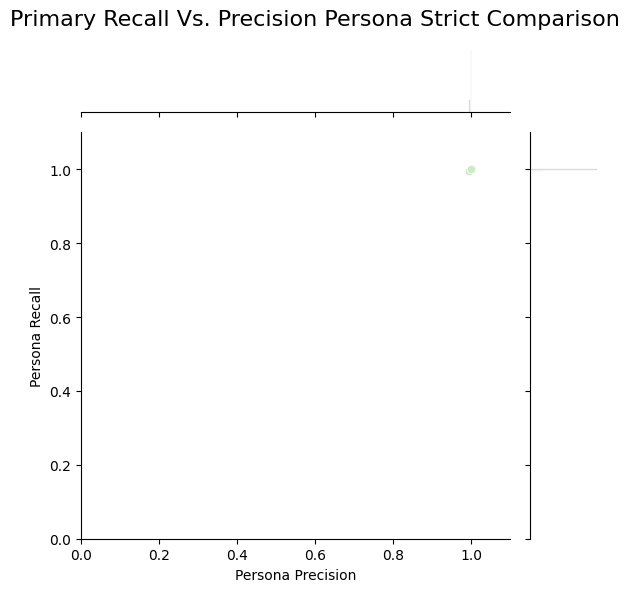 Primary Recall Vs. Precision Persona Strict Comparison
1.0
0.8
0.6
0.4
0.2
0.0
Persona Recall
0.0 0.2 0.4 0.6 0.8 1.0
Persona Precision